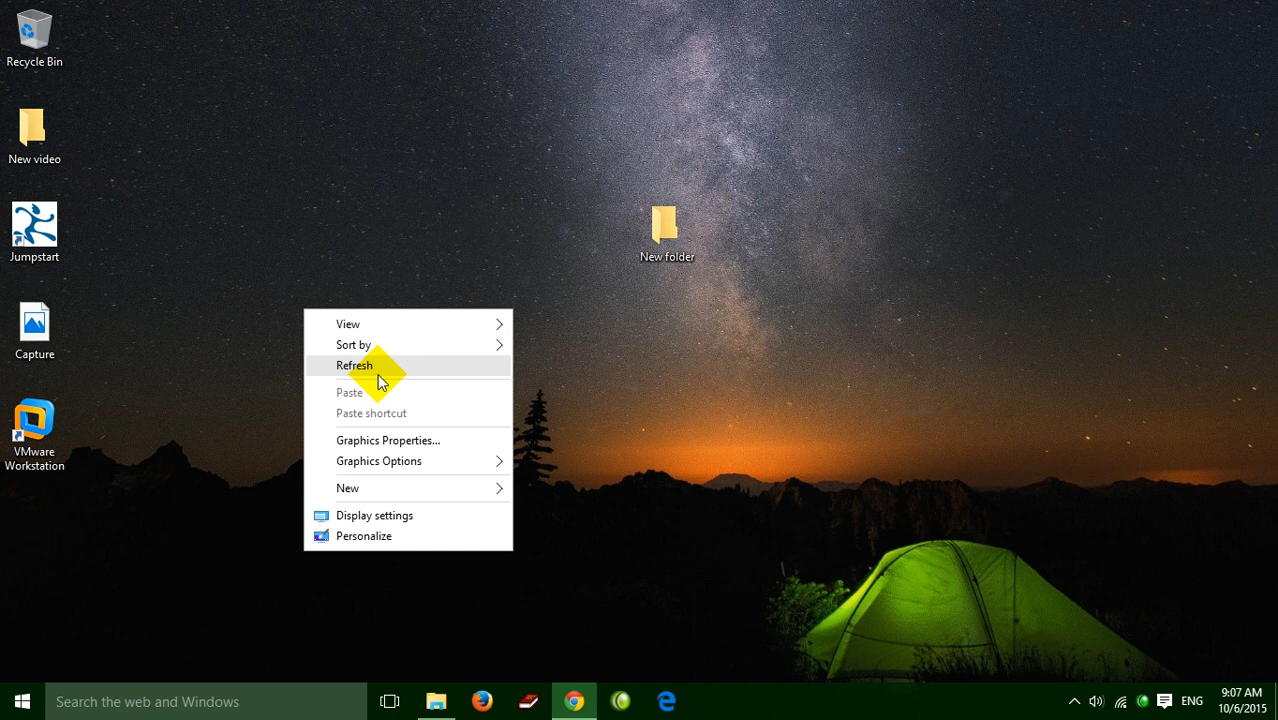 Recycle Bin
New video
Jumpstart
Capture
VMware
Workstation
New folder
View
Sort by
Refresh
Paste
Paste shortcut
Graphics Properties...
Graphics Options
New
Display settings
Personalize
Search the web and Windows
ENG
9:07 AM
10/6/2015